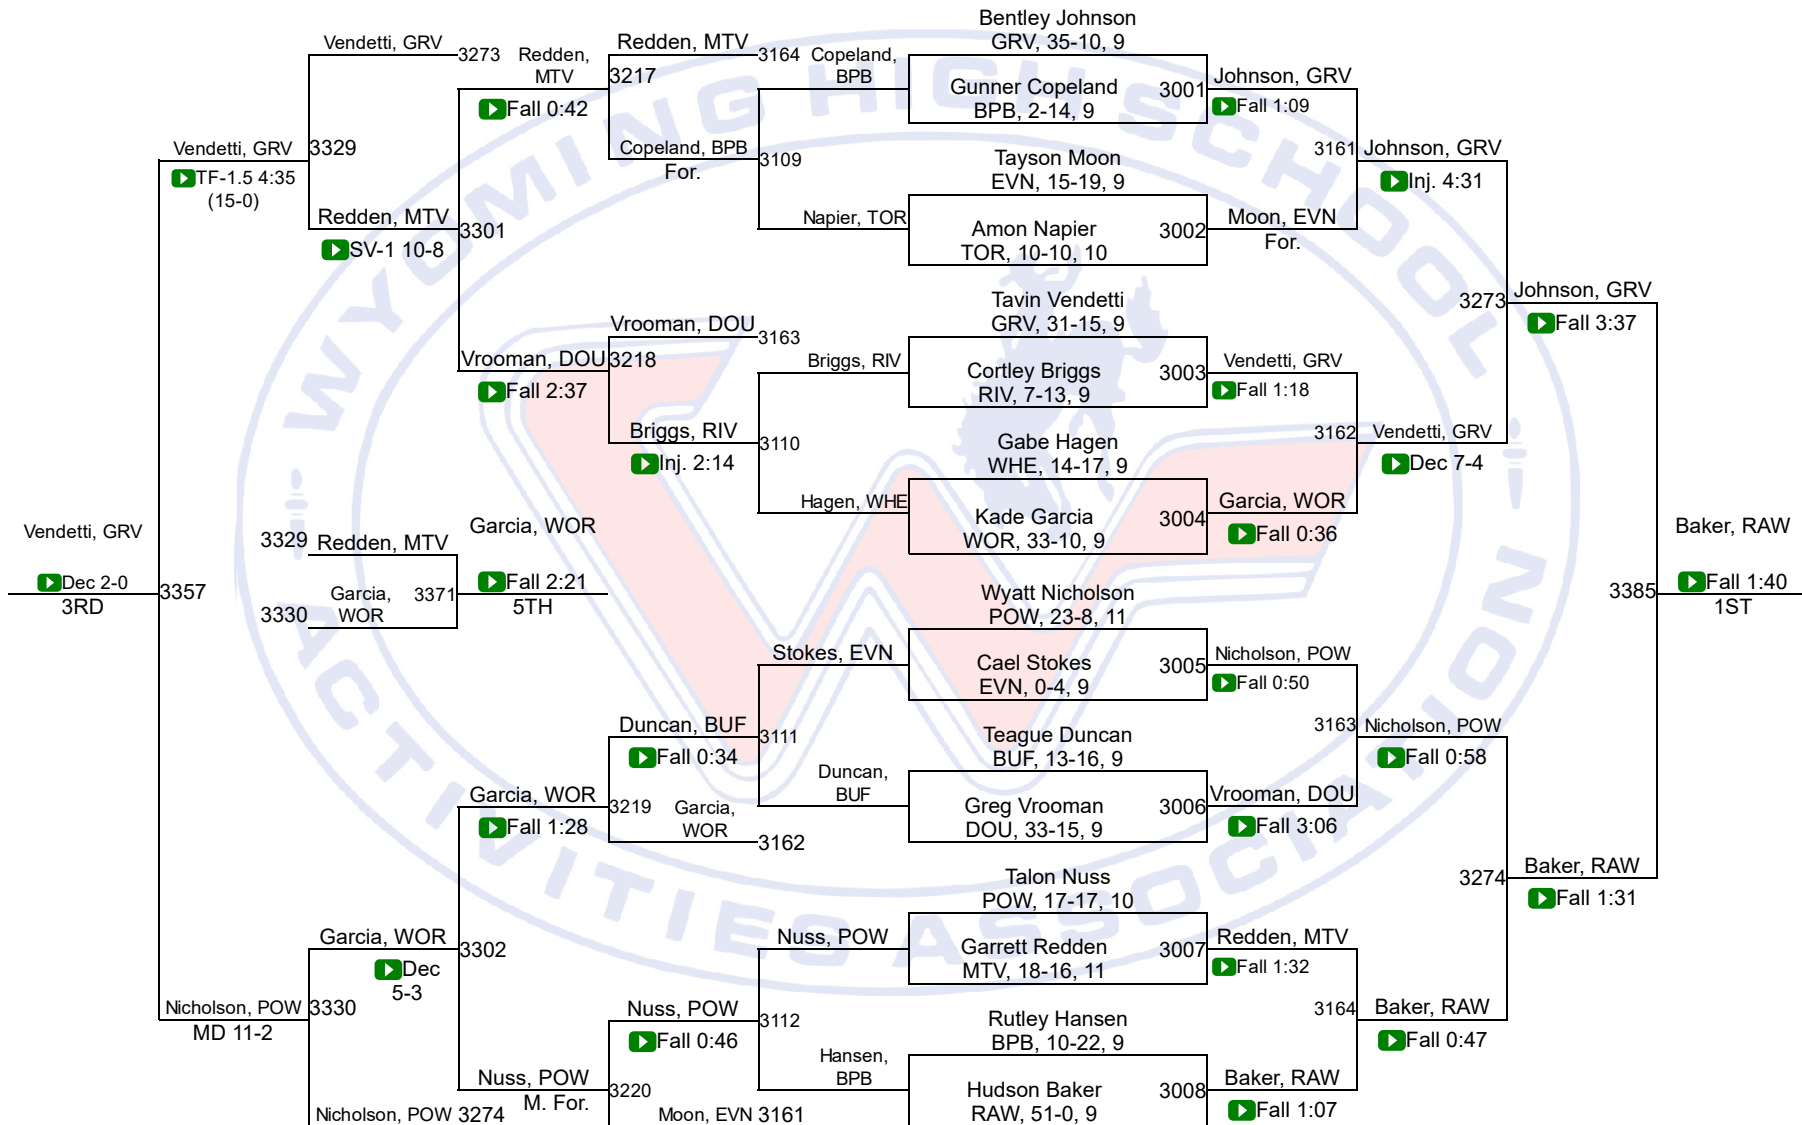 WYOMING HIGH SCHOOL
ACTIVITIES ASSOCIATION
Vendetti, GRV
3273
Redden,
MTV
Fall 0:42
Redden, MTV
3217
3164
Copeland,
BPB
Bentley Johnson
GRV, 35-10, 9
Gunner Copeland
BPB, 2-14, 9
3001
Johnson, GRV
Fall 1:09
Vendetti, GRV
TF-1.5 4:35
(15-0)
3329
Copeland, BPB
For.
3109
Tayson Moon
EVN, 15-19, 9
3161
Johnson, GRV
Inj. 4:31
Redden, MTV
SV-1 10-8
3301
Napier, TOR
Amon Napier
TOR, 10-10, 10
3002
Moon, EVN
For.
Tavin Vendetti
GRV, 31-15, 9
3273
Johnson, GRV
Fall 3:37
Vrooman, DOU
3163
Vrooman, DOU
Fall 2:37
3218
Briggs, RIV
Cortley Briggs
RIV, 7-13, 9
3003
Vendetti, GRV
Fall 1:18
Briggs, RIV
Inj. 2:14
3110
Gabe Hagen
WHE, 14-17, 9
3162
Vendetti, GRV
Dec 7-4
Hagen, WHE
Kade Garcia
WOR, 33-10, 9
3004
Garcia, WOR
Fall 0:36
Vendetti, GRV
Dec 2-0
3RD
3357
3329
Redden, MTV
Garcia,
WOR
3330
3371
Garcia, WOR
Fall 2:21
5TH
Baker, RAW
3385
Fall 1:40
1ST
Wyatt Nicholson
POW, 23-8, 11
Stokes, EVN
Cael Stokes
EVN, 0-4, 9
3005
Nicholson, POW
Fall 0:50
Duncan, BUF
Fall 0:34
3111
Teague Duncan
BUF, 13-16, 9
3163
Nicholson, POW
Fall 0:58
Duncan,
BUF
Garcia, WOR
Fall 1:28
3219
Garcia,
WOR
3162
Greg Vrooman
DOU, 33-15, 9
3006
Vrooman, DOU
Fall 3:06
Talon Nuss
POW, 17-17, 10
3274
Baker, RAW
Fall 1:31
Garcia, WOR
Dec
5-3
3302
Nuss, POW
Garrett Redden
MTV, 18-16, 11
3007
Redden, MTV
Fall 1:32
Nicholson, POW
MD 11-2
3330
Nuss, POW
Fall 0:46
3112
Rutley Hansen
BPB, 10-22, 9
3164
Baker, RAW
Fall 0:47
Hansen,
BPB
Nuss, POW
M. For.
3220
Hudson Baker
RAW, 51-0, 9
3008
Baker, RAW
Fall 1:07
Nicholson, POW
3274
Moon, EVN
3161